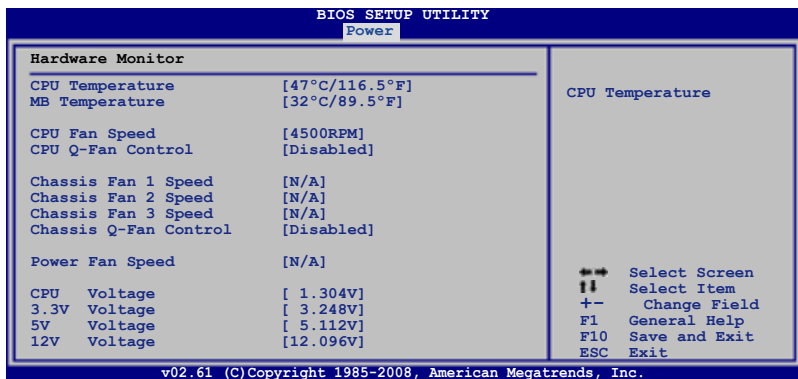 BIOS SETUP UTILITY
Power
Hardware Monitor
CPU Temperature [47°C/116.5°F]
MB Temperature [32°C/89.5°F]
CPU Fan Speed [4500RPM]
CPU Q-Fan Control [Disabled]
Chassis Fan 1 Speed [N/A]
Chassis Fan 2 Speed [N/A]
Chassis Fan 3 Speed [N/A]
Chassis Q-Fan Control [Disabled]
Power Fan Speed [N/A]
CPU Voltage [ 1.304V]
3.3V Voltage [ 3.248V]
5V Voltage [ 5.112V]
12V Voltage [12.096V]
CPU Temperature
←→ Select Screen
↑↓ Select Item
+- Change Field
F1 General Help
F10 Save and Exit
ESC Exit
v02.61 (C)Copyright 1985-2008, American Megatrends, Inc.